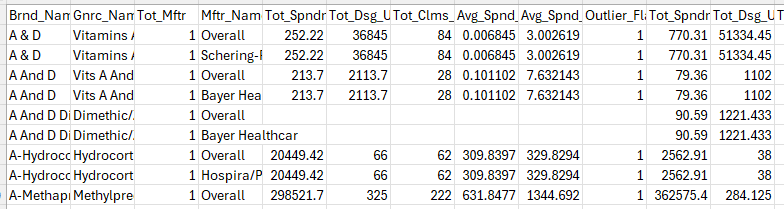 Brnd_Nam Gnrc_Nam Tot_Mftr Mftr_Nam Tot_Spndr Tot_Dsg_U Tot_Clms_ Avg_Spnd_ Avg_Spnd_ Outlier_Fl Tot_Spndr Tot_Dsg_U T
A & D Vitamins A 1 Overall 252.22 36845 84 0.006845 3.002619 1 770.31 51334.45
A & D Vitamins A 1 Schering-P 252.22 36845 84 0.006845 3.002619 1 770.31 51334.45
A And D Vits A And 1 Overall 213.7 2113.7 28 0.101102 7.632143 1 79.36 1102
A And D Vits A And 1 Bayer Hea 213.7 2113.7 28 0.101102 7.632143 1 79.36 1102
A And D Di Dimethic/. 1 Overall 90.59 1221.433
A And D Di Dimethic/. 1 Bayer Healthcar 90.59 1221.433
A-Hydroc Hydrocort 1 Overall 20449.42 66 62 309.8397 329.8294 1 2562.91 38
A-Hydroc Hydrocort 1 Hospira/P 20449.42 66 62 309.8397 329.8294 1 2562.91 38
A-Methap Methylpre 1 Overall 298521.7 325 222 631.8477 1344.692 1 362575.4 284.125